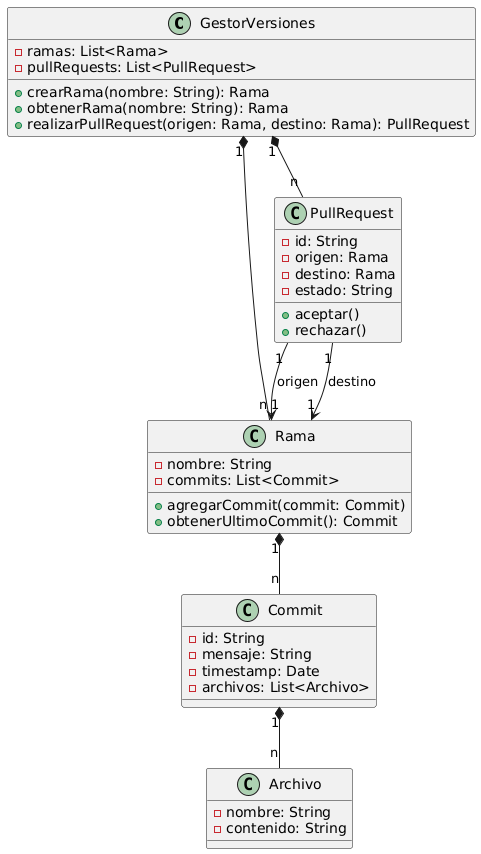 C GestorVersiones
ramas: List<Rama>
pullRequests: List<PullRequest>
crearRama(nombre: String): Rama
obtenerRama(nombre: String): Rama
realizarPullRequest(origen: Rama, destino: Rama): PullRequest
1 1
n
C PullRequest
id: String
origen: Rama
destino: Rama
estado: String
aceptar()
rechazar()
1 1
origen destino
n 1 1
C Rama
nombre: String
commits: List<Commit>
agregarCommit(commit: Commit)
obtenerUltimoCommit(): Commit
1
n
C Commit
id: String
mensaje: String
timestamp: Date
archivos: List<Archivo>
1
n
C Archivo
nombre: String
contenido: String